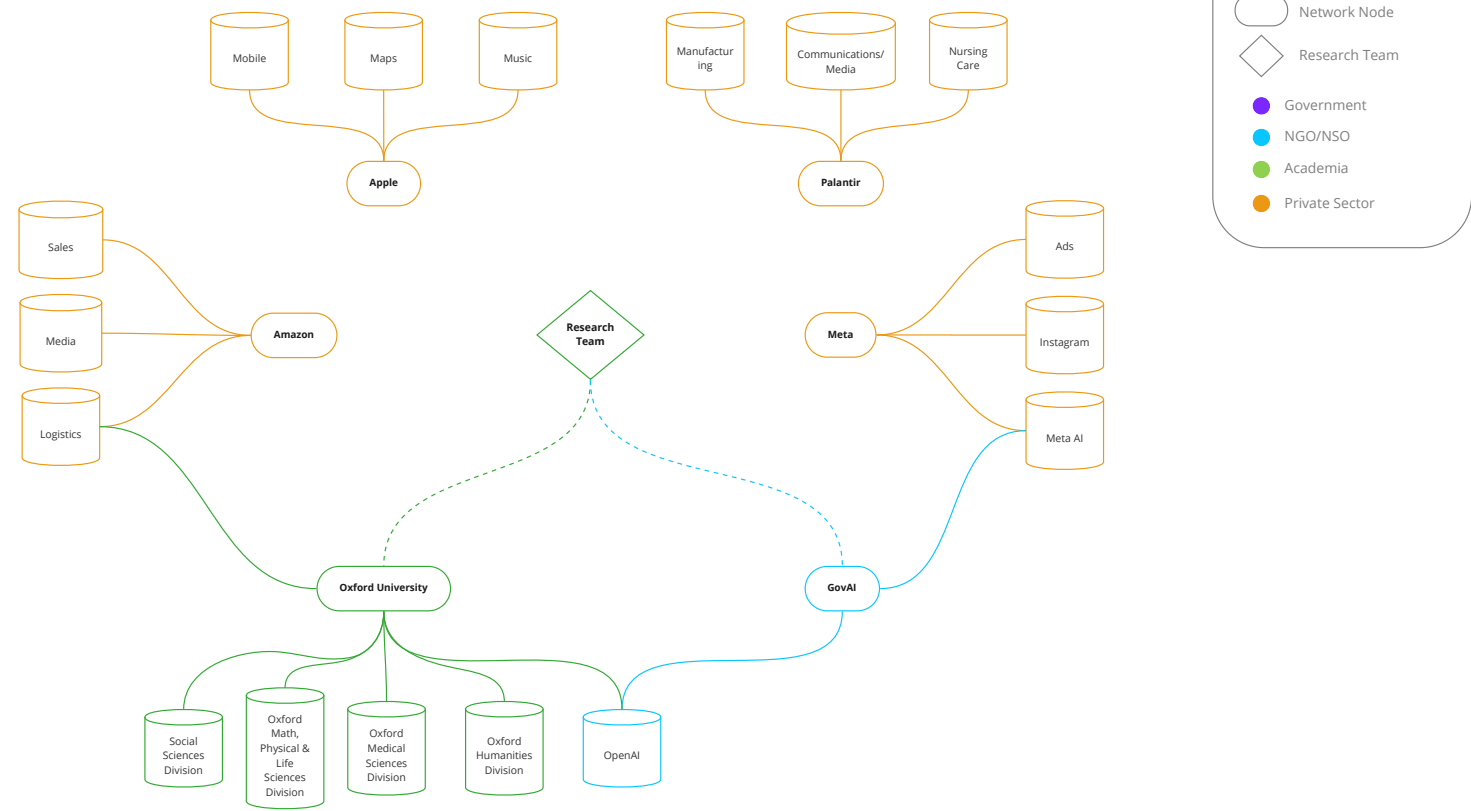 Network Node
Research Team
Government
NGO/NSO
Academia
Private Sector
Mobile
Maps
Music
Manufactur
ing
Communications/
Media
Nursing
Care
Apple
Palantir
Sales
Media
Logistics
Amazon
Research
Team
Meta
Ads
Instagram
Meta AI
Oxford University
GovAI
Social
Sciences
Division
Oxford
Math,
Physical &
Life
Sciences
Division
Oxford
Medical
Sciences
Division
Oxford
Humanities
Division
OpenAI